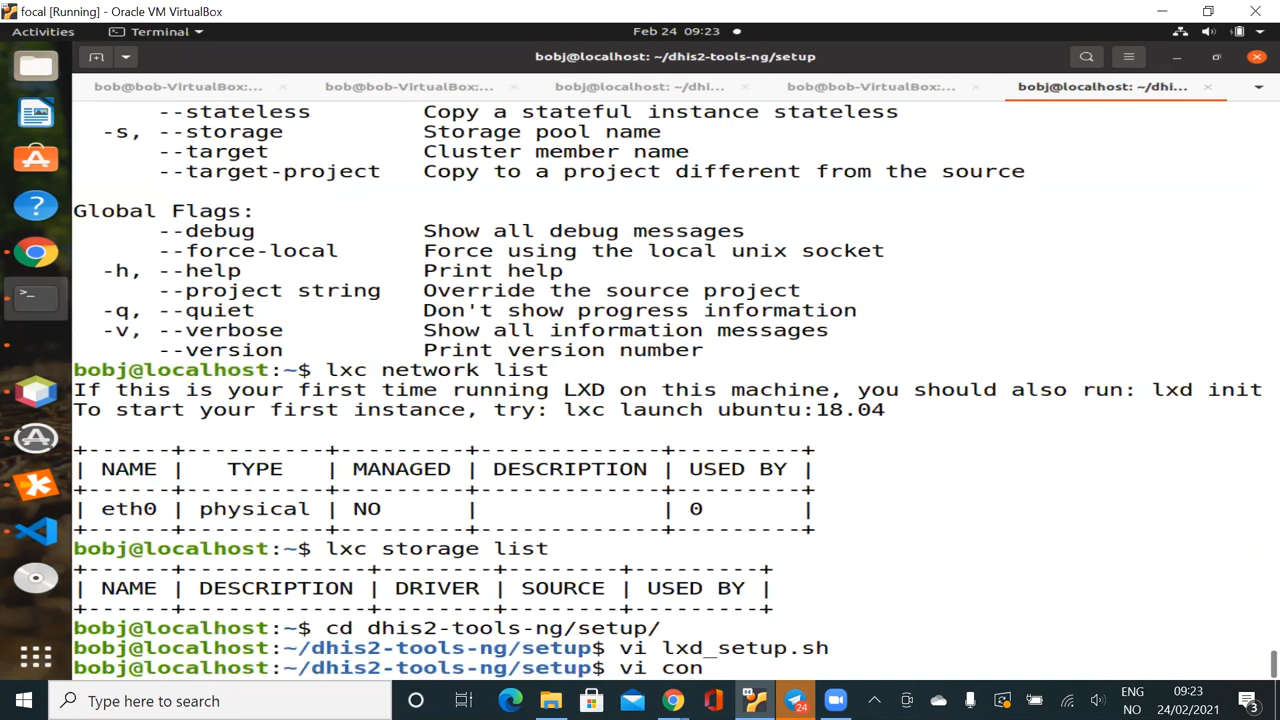 focal [Running] - Oracle VM VirtualBox
Activities
Terminal
Feb 24 09:23
bobj@localhost: ~/dhis2-tools-ng/setup
bob@bob-VirtualBox:...
bob@bob-VirtualBox:...
bobj@localhost: ~/dhi...
bob@bob-VirtualBox:...
bobj@localhost: ~/dhi...
--stateless Copy a stateful instance stateless
-s, --storage Storage pool name
--target Cluster member name
--target-project Copy to a project different from the source
Global Flags:
--debug Show all debug messages
--force-local Force using the local unix socket
-h, --help Print help
--project string Override the source project
-q, --quiet Don't show progress information
-v, --verbose Show all information messages
--version Print version number
bobj@localhost:~$ lxc network list
If this is your first time running LXD on this machine, you should also run: lxd init
To start your first instance, try: lxc launch ubuntu:18.04
+------+----------+---------+-------------+---------+
| NAME | TYPE | MANAGED | DESCRIPTION | USED BY |
+------+----------+---------+-------------+---------+
| eth0 | physical | NO | | 0 |
+------+----------+---------+-------------+---------+
bobj@localhost:~$ lxc storage list
+------+-------------+--------+--------+---------+
| NAME | DESCRIPTION | DRIVER | SOURCE | USED BY |
+------+-------------+--------+--------+---------+
bobj@localhost:~$ cd dhis2-tools-ng/setup/
bobj@localhost:~/dhis2-tools-ng/setup$ vi lxd_setup.sh
bobj@localhost:~/dhis2-tools-ng/setup$ vi con
Type here to search
24
ENG
NO
09:23
24/02/2021
3